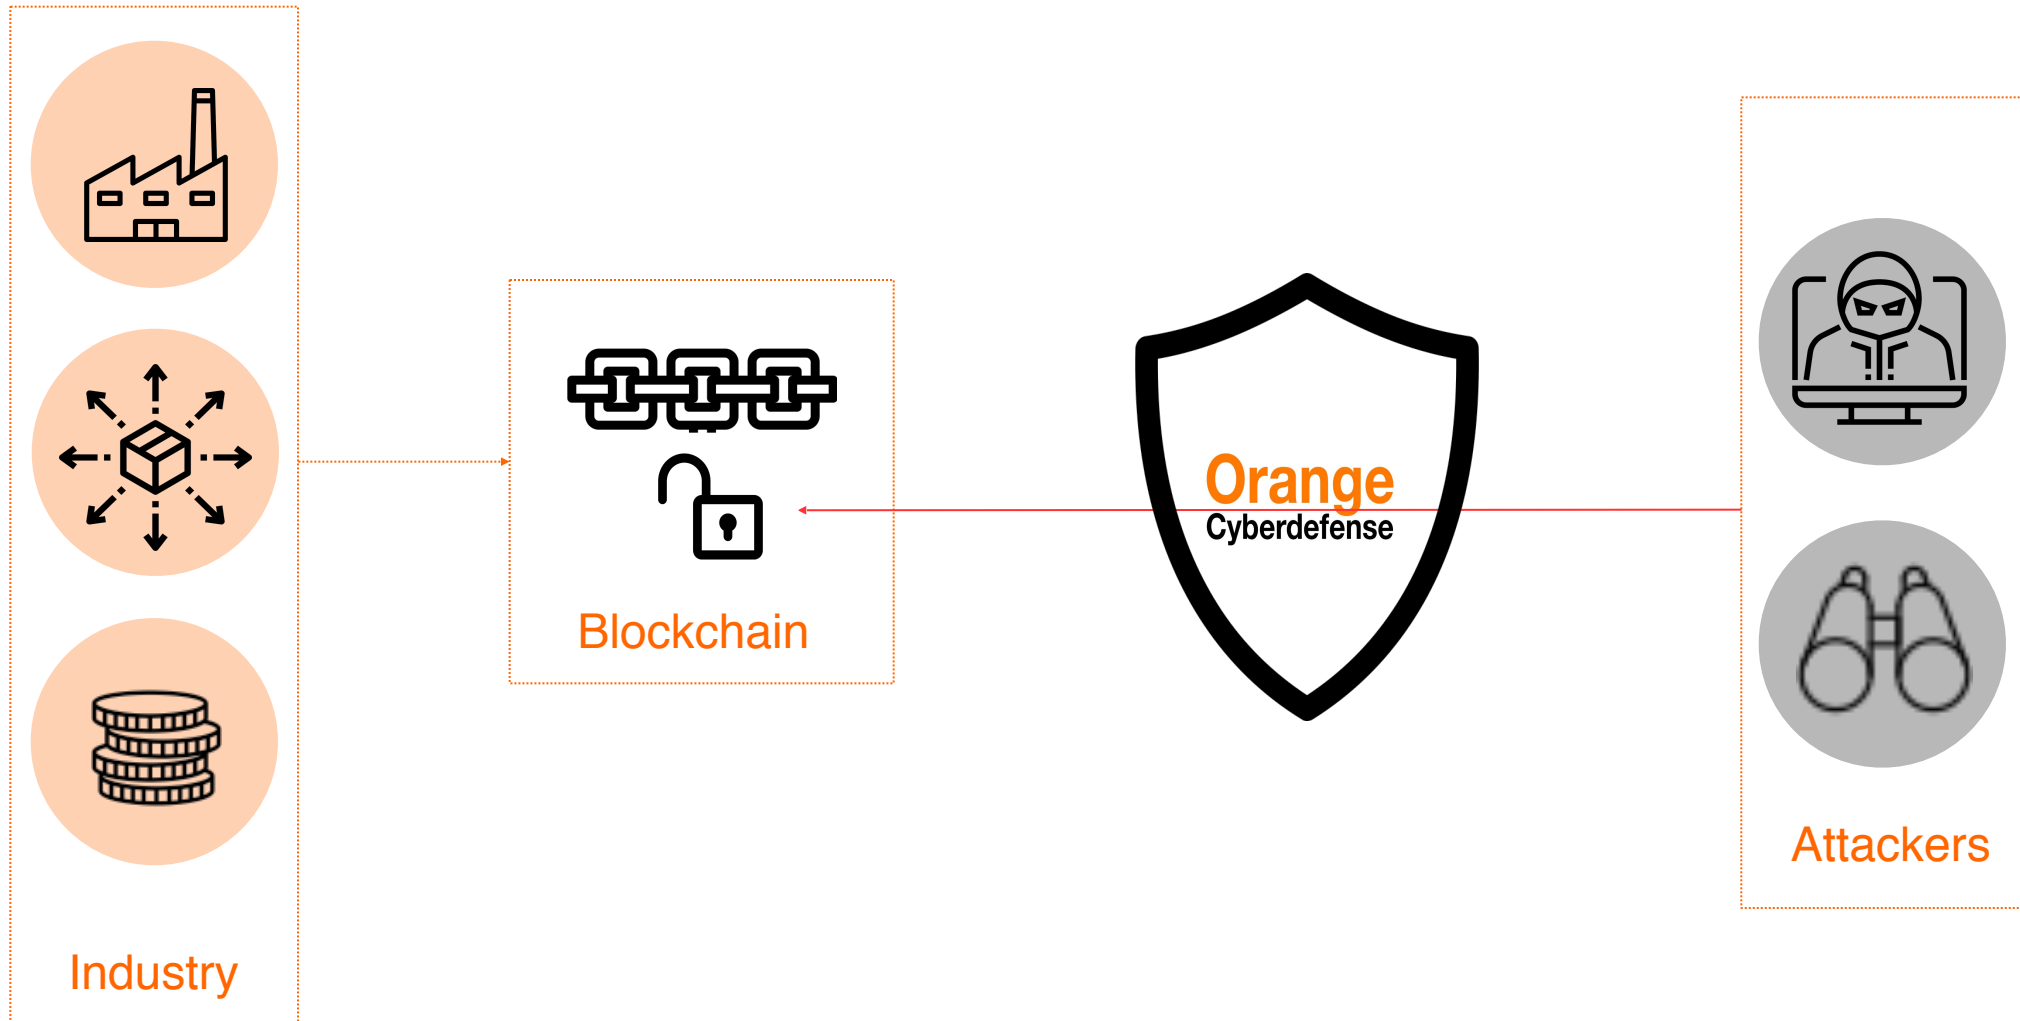 Industry
Blockchain
Orange
Cyberdefense
Attackers